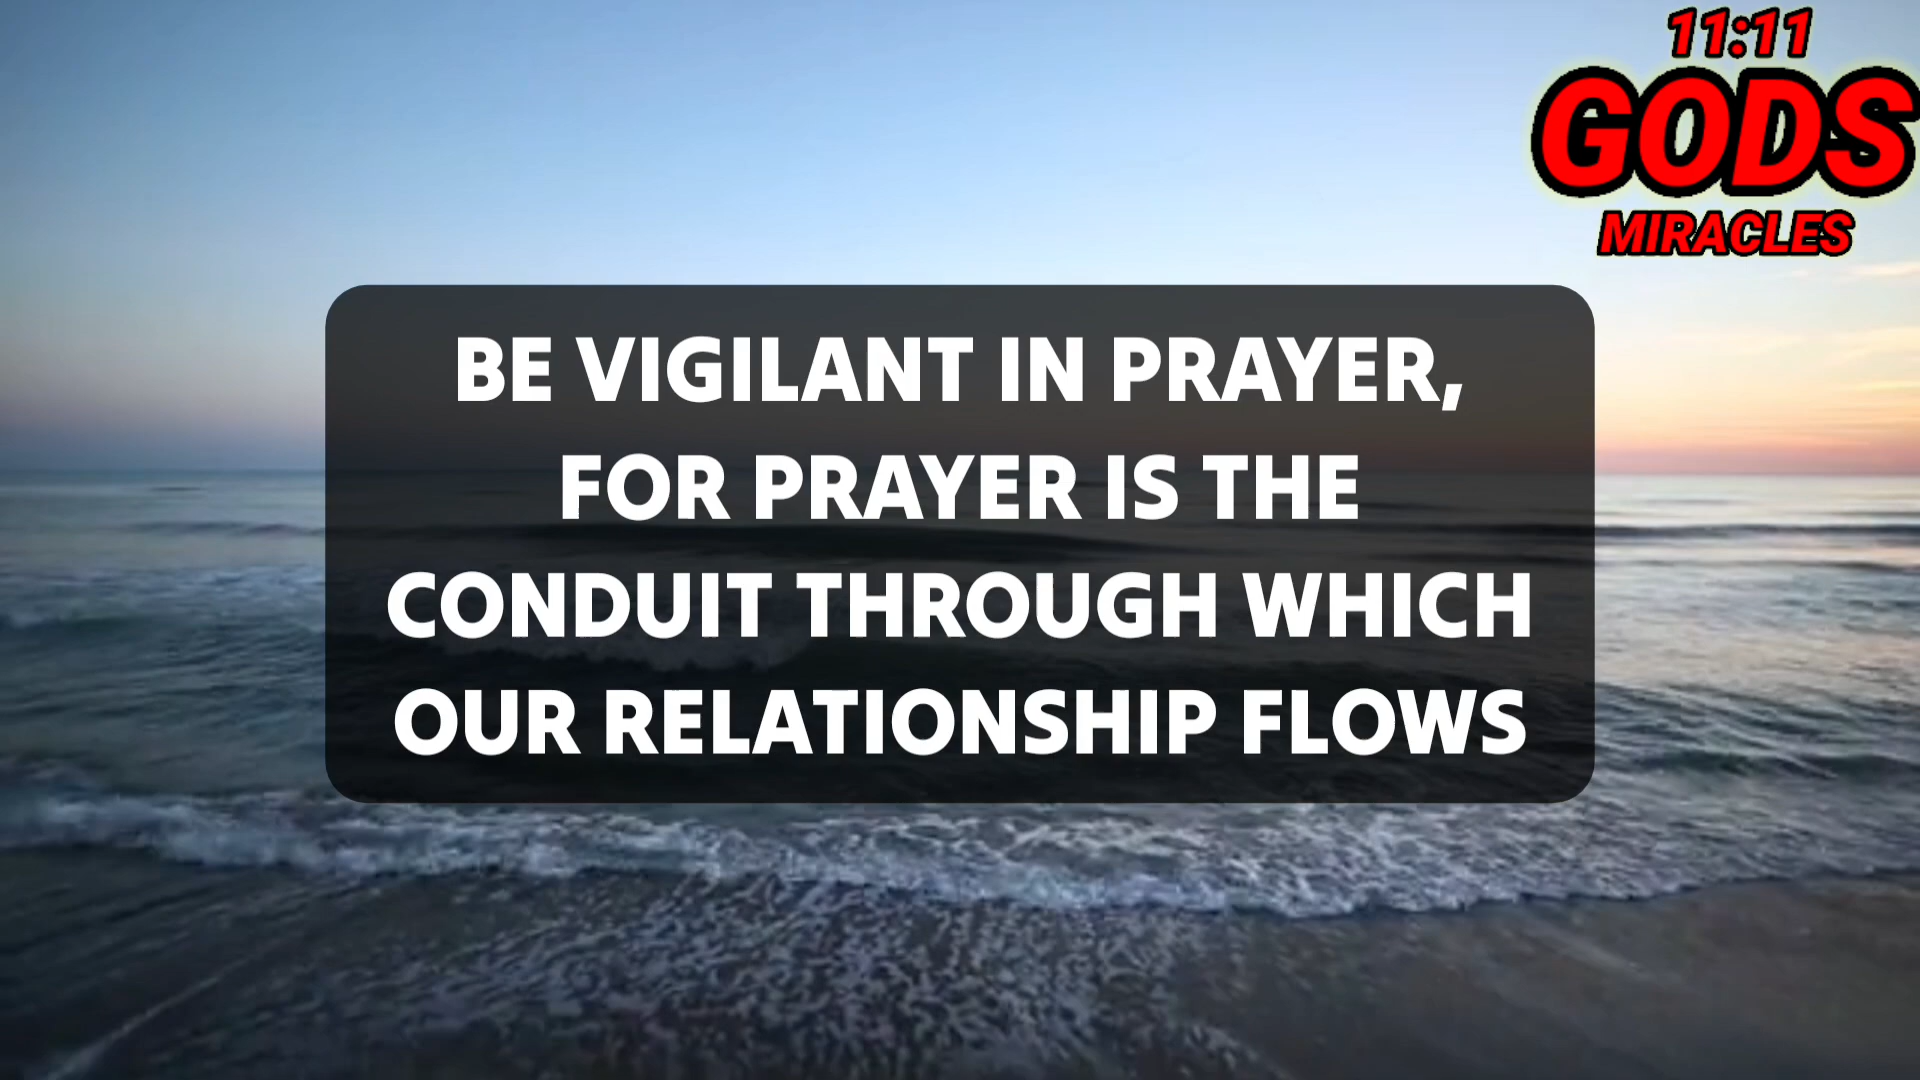 11:11
GODS
MIRACLES
BE VIGILANT IN PRAYER,
FOR PRAYER IS THE
CONDUIT THROUGH WHICH
OUR RELATIONSHIP FLOWS